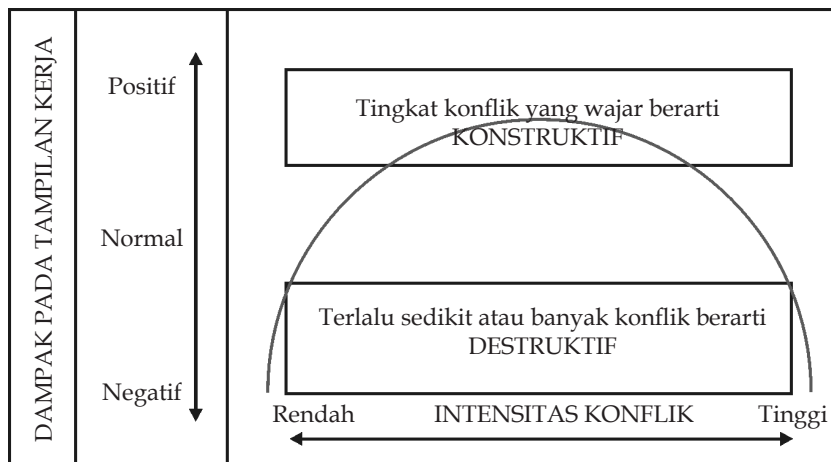 DAMPAK PADA TAMPILAN KERJA
Positif
Normal
Negatif
Tingkat konflik yang wajar berarti
KONSTRUKTIF
Terlalu sedikit atau banyak konflik berarti
DESTRUKTIF
Rendah INTENSITAS KONFLIK Tinggi